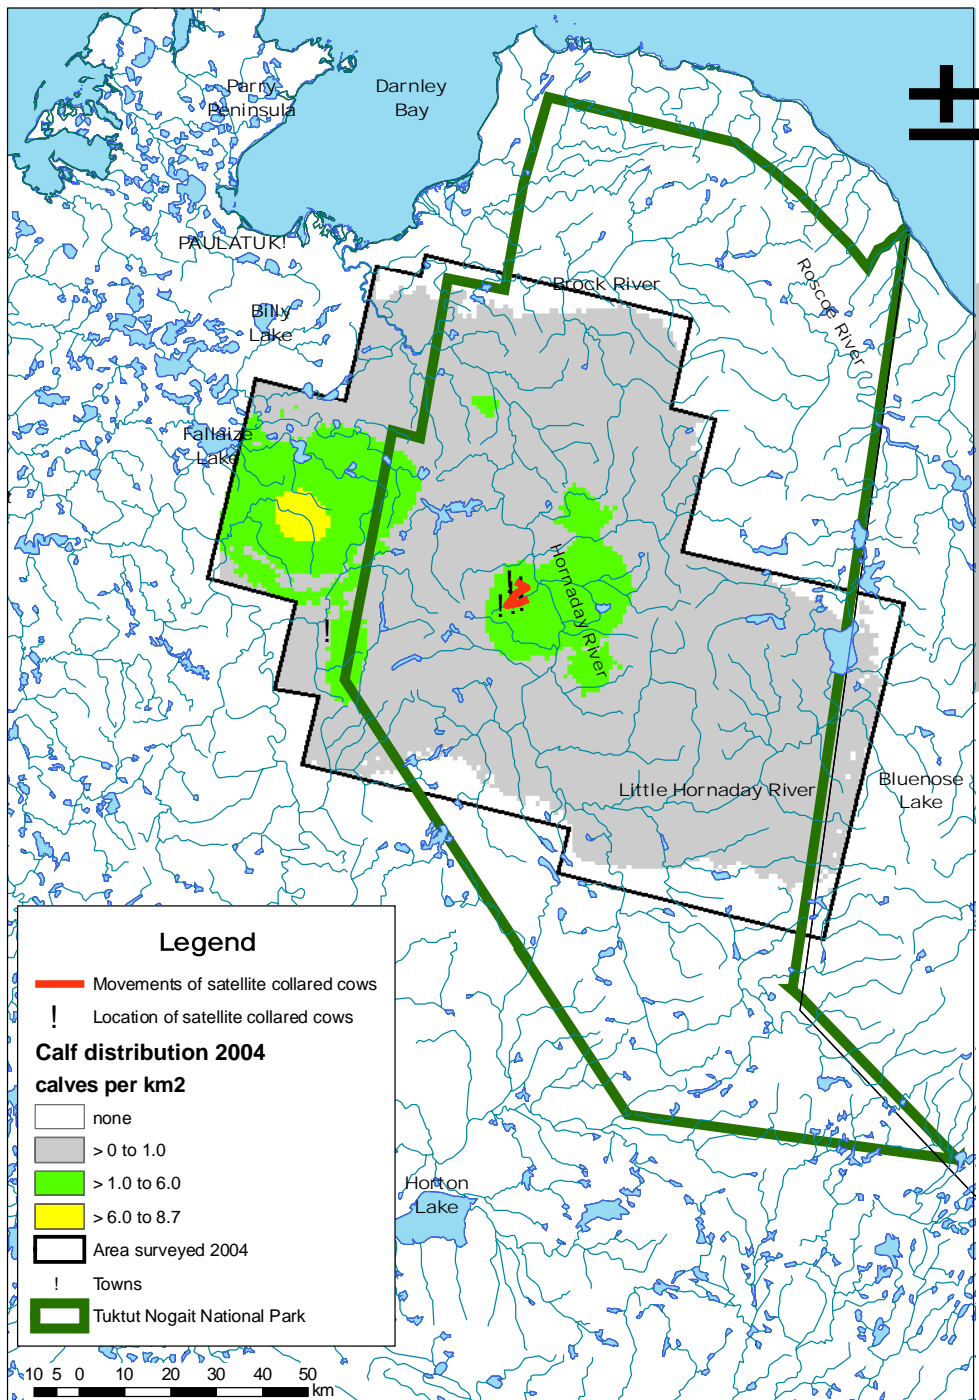 Parry
Peninsula
Darnley
Bay
PAULATUK!
Brock River
Roscoe River
Billy
Lake
Fallaize
Lake
Hornaday River
!
!
!
!
!
Little Hornaday River
Bluenose
Lake
Horton
Lake
Legend
Movements of satellite collared cows
! Location of satellite collared cows
Calf distribution 2004
calves per km2
none
> 0 to 1.0
> 1.0 to 6.0
> 6.0 to 8.7
Area surveyed 2004
! Towns
Tuktut Nogait National Park
10 5 0 10 20 30 40 50
km